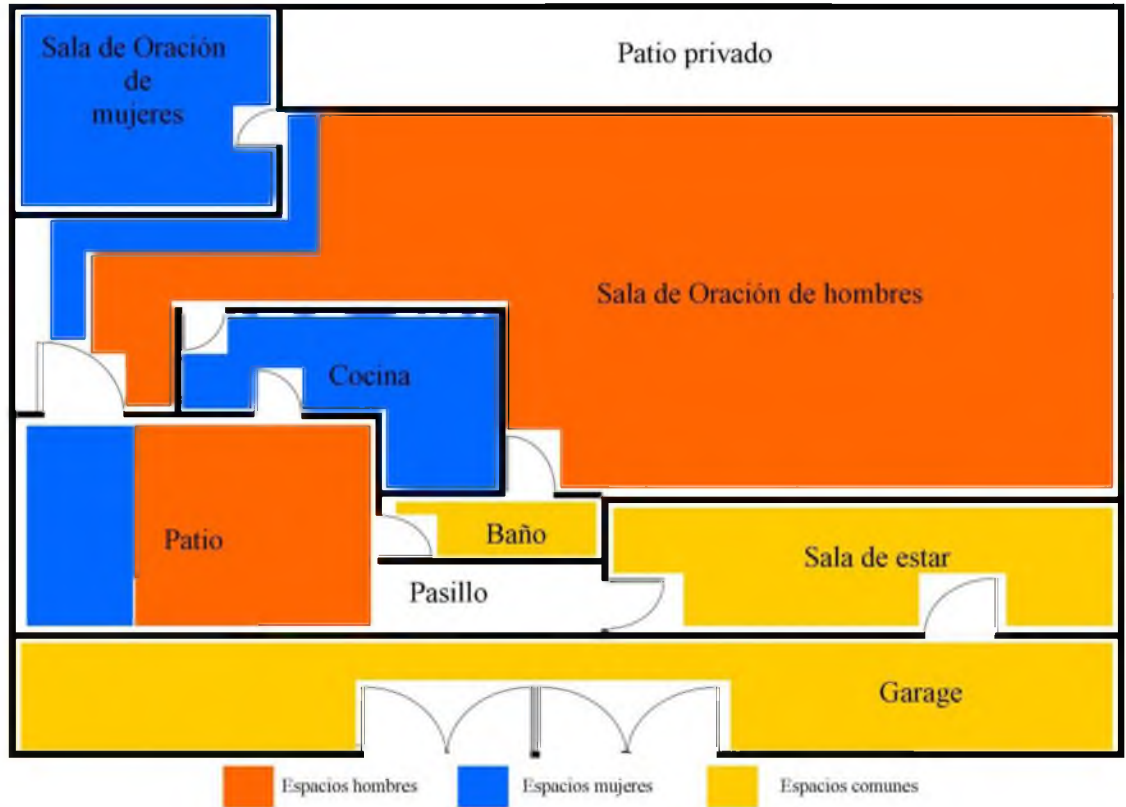 Sala de Oración
de
mujeres
Patio privado
Sala de Oración de hombres
Cocina
Patio
Baño
Sala de estar
Pasillo
Garage
Espacios hombres
Espacios mujeres
Espacios comunes